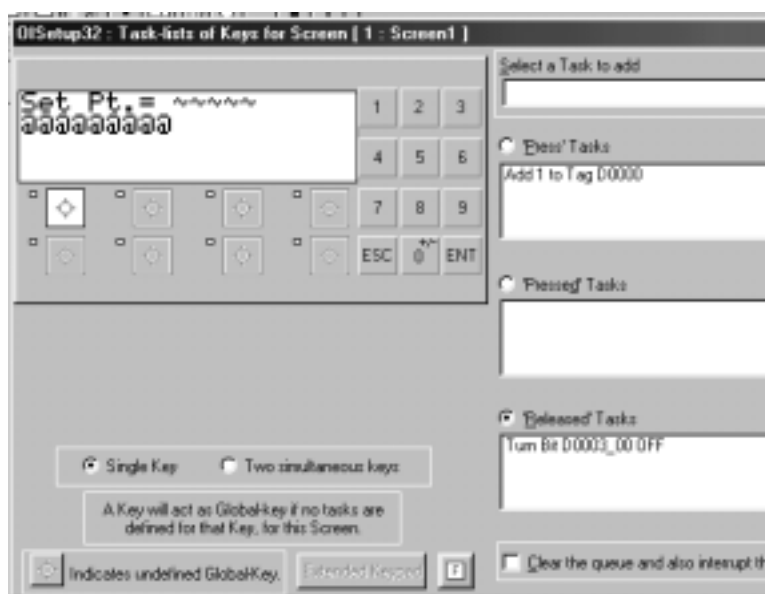 OISetup32 : Task-lists of Keys for Screen [ 1 : Screen1 ]
Select a Task to add
Set Pt.= ~~~~~
@@@@@@@@@
1 2 3
4 5 6
7 8 9
ESC 0 +/- ENT
'Press' Tasks
Add 1 to Tag D0000
'Pressed' Tasks
'Released' Tasks
Turn Bit D0003_00 OFF
Single Key
Two simultaneous keys
A Key will act as Global-key if no tasks are
defined for that Key, for this Screen.
Indicates undefined Global-Key.
Extended Keypad
F
Clear the queue and also interrupt th